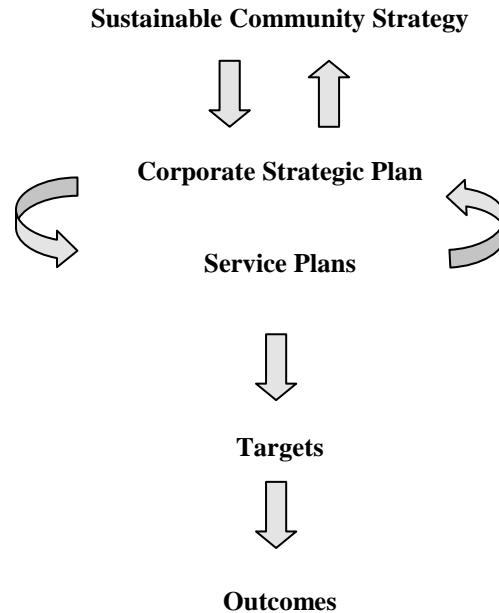 Sustainable Community Strategy
Corporate Strategic Plan
Service Plans
Targets
Outcomes